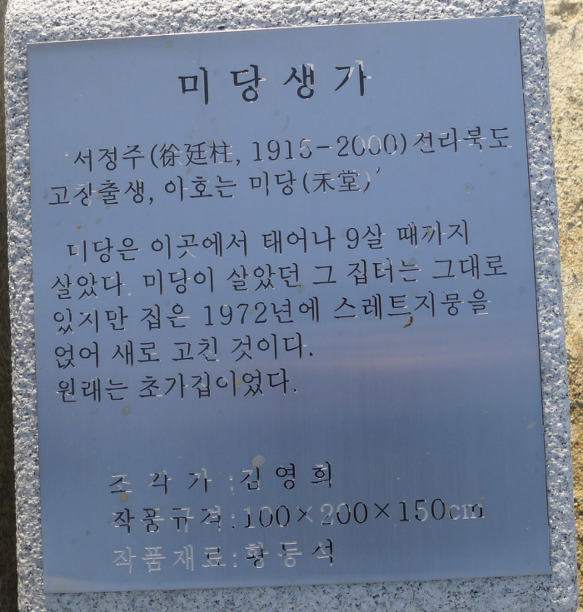 미당생가
서정주(徐廷柱, 1915-2000) 전라북도
고창출생, 아호는 미당(未堂)
미당은 이곳에서 태어나 9살 때까지
살았다. 미당이 살았던 그 집터는 그대로
있지만 집은 1972년에 스레트지붕을
얹어 새로 고친 것이다.
원래는 초가집이었다.
조 각 가 : 김 영 희
작품규격:100×200×150cm
작품재료:황등석